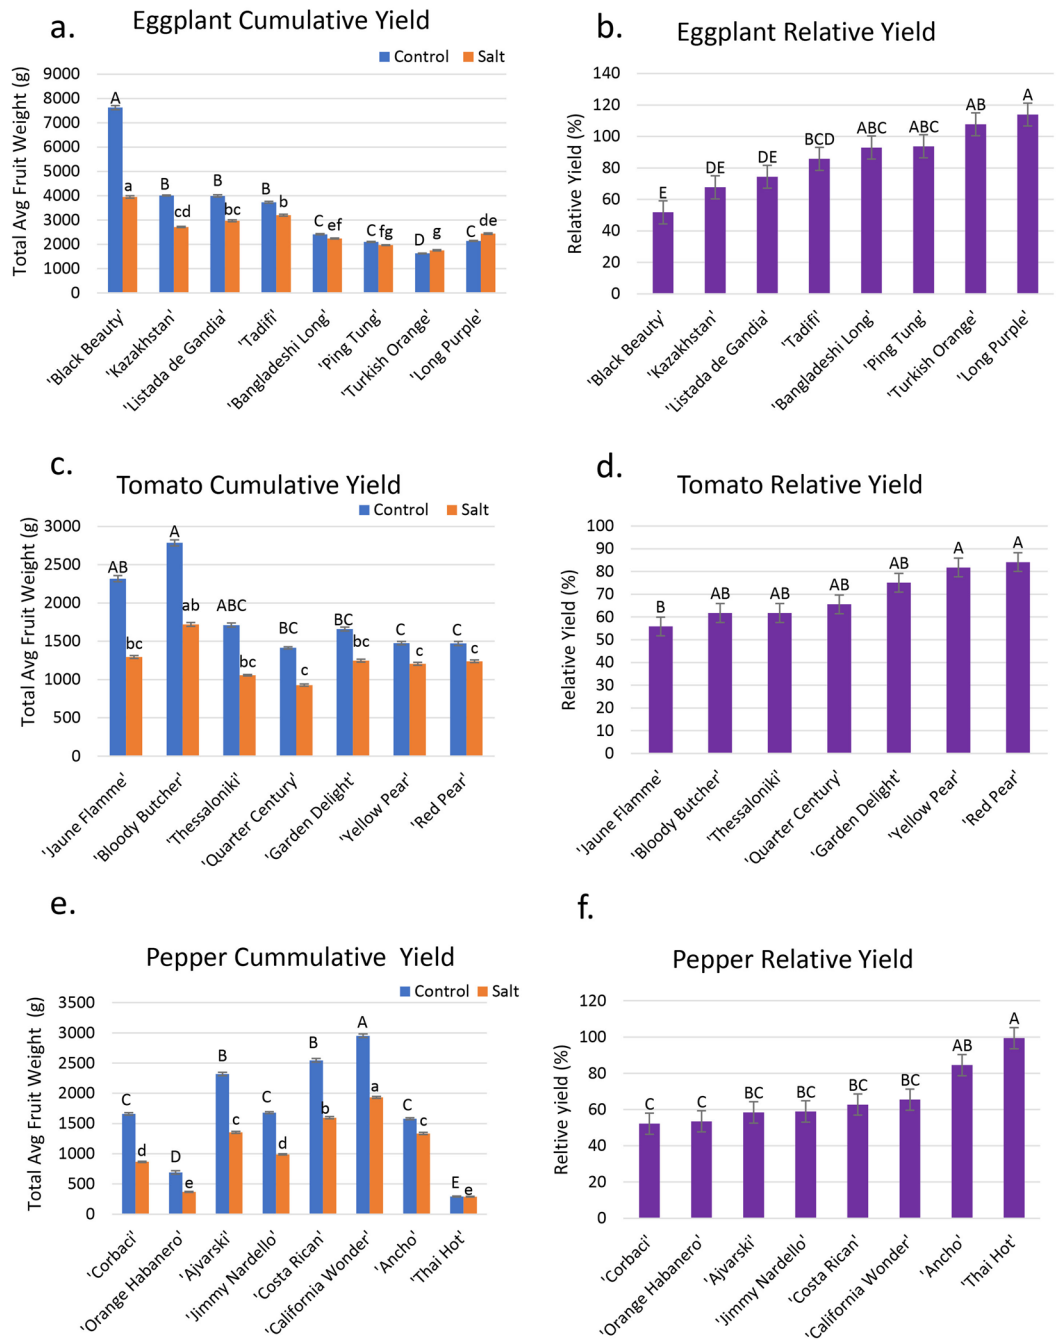 a.
Eggplant Cumulative Yield
Control Salt
Total Avg Fruit Weight (g)
9000
8000
7000
6000
5000
4000
3000
2000
1000
0
A a B cd B bc B b C ef C fg D g C de
'Black Beauty'
'Kazakhstan'
'Listada de Gandia'
'Tadifi'
'Bangladeshi Long'
'Ping Tung'
'Turkish Orange'
'Long Purple'
b.
Eggplant Relative Yield
Relative Yield (%)
140
120
100
80
60
40
20
0
E DE DE BCD ABC ABC AB A
'Black Beauty'
'Kazakhstan'
'Listada de Gandia'
'Tadifi'
'Bangladeshi Long'
'Ping Tung'
'Turkish Orange'
'Long Purple'
c.
Tomato Cumulative Yield
Control Salt
Total Avg Fruit Weight (g)
3000
2500
2000
1500
1000
500
0
AB bc A ab ABC bc BC c BC bc C c C c
'Jaune Flamme'
'Bloody Butcher'
'Thessaloniki'
'Quarter Century'
'Garden Delight'
'Yellow Pear'
'Red Pear'
d.
Tomato Relative Yield
Relative Yield (%)
100
90
80
70
60
50
40
30
20
10
0
B AB AB AB AB A A
'Jaune Flamme'
'Bloody Butcher'
'Thessaloniki'
'Quarter Century'
'Garden Delight'
'Yellow Pear'
'Red Pear'
e.
Pepper Cummulative Yield
Control Salt
Total Avg Fruit Weight (g)
3500
3000
2500
2000
1500
1000
500
0
C d D e B c C d B b A a C c E e
'Corbaci'
'Orange Habanero'
'Ajvarski'
'Jimmy Nardello'
'Costa Rican'
'California Wonder'
'Ancho'
'Thai Hot'
f.
Pepper Relative Yield
Reltive yield (%)
120
100
80
60
40
20
0
C C BC BC BC BC AB A
'Corbaci'
'Orange Habanero'
'Ajvarski'
'Jimmy Nardello'
'Costa Rican'
'California Wonder'
'Ancho'
'Thai Hot'